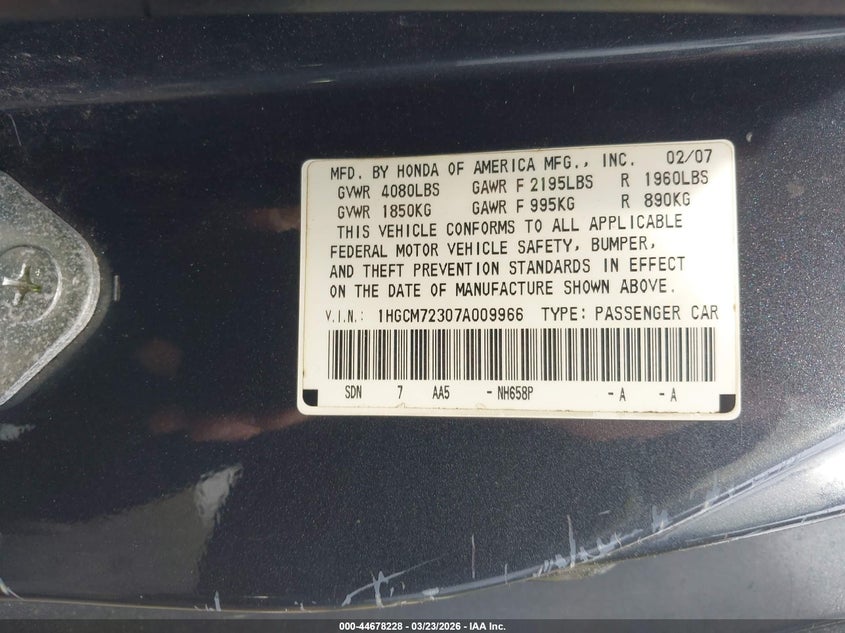 MFD. BY HONDA OF AMERICA MFG., INC. 02/07
GVWR 4080LBS GAWR F 2195LBS R 1960LBS
GVWR 1850KG GAWR F 995KG R 890KG
THIS VEHICLE CONFORMS TO ALL APPLICABLE
FEDERAL MOTOR VEHICLE SAFETY, BUMPER,
AND THEFT PREVENTION STANDARDS IN EFFECT
ON THE DATE OF MANUFACTURE SHOWN ABOVE.
V.I.N.: 1HGCM72307A009966 TYPE: PASSENGER CAR
SDN 7 AA5 - NH658P - A - A
000-44678228 - 03/23/2026 - IAA Inc.